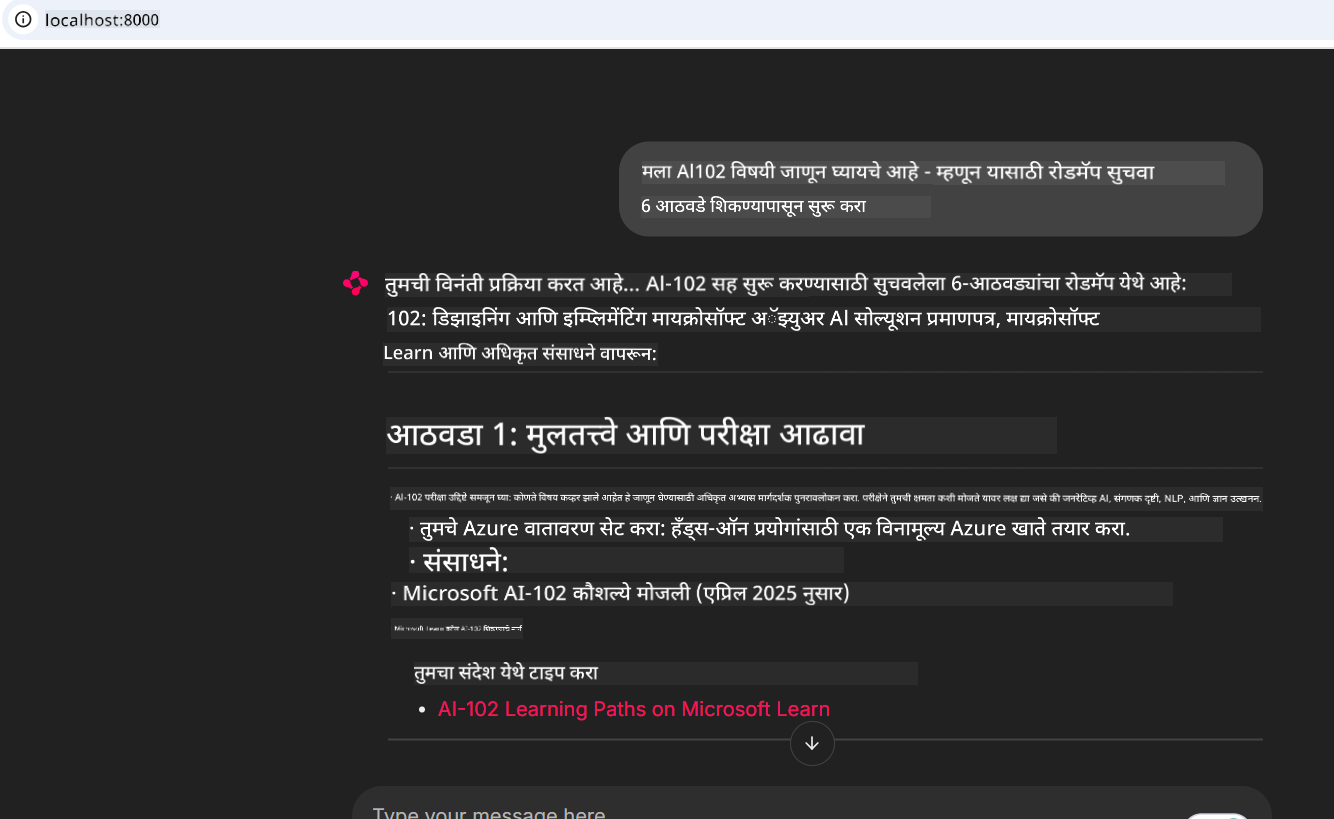 localhost:8000
मला AI102 विषयी जाणून घ्यायचे आहे - म्हणून यासाठी रोडमॅप सुचवा
6 आठवडे शिकण्यापासून सुरू करा
तुमची विनंती प्रक्रिया करत आहे... AI-102 सह सुरू करण्यासाठी सुचवलेला 6-आठवड्यांचा रोडमॅप येथे आहे:
102: डिझाइनिंग आणि इम्प्लिमेंटिंग मायक्रोसॉफ्ट अॅझ्युअर AI सोल्यूशन प्रमाणपत्र, मायक्रोसॉफ्ट
Learn आणि अधिकृत संसाधने वापरून:
आठवडा 1: मुलतत्त्वे आणि परीक्षा आढावा
· AI-102 परीक्षा उद्दिष्टे समजून घ्या: कोणते विषय कव्हर झाले आहेत हे जाणून घेण्यासाठी अधिकृत अभ्यास मार्गदर्शक पुनरावलोकन करा. परीक्षेने तुमची क्षमता कशी मोजते यावर लक्ष द्या जसे की जनरेटिव्ह AI, संगणक दृष्टी, NLP, आणि ज्ञान उत्खनन.
· तुमचे Azure वातावरण सेट करा: हँड्स-ऑन प्रयोगांसाठी एक विनामूल्य Azure खाते तयार करा.
· संसाधने:
· Microsoft AI-102 कौशल्ये मोजली (एप्रिल 2025 नुसार)
Microsoft Learn AI-102
तुमचा संदेश येथे टाइप करा
• AI-102 Learning Paths on Microsoft Learn
Type your message here